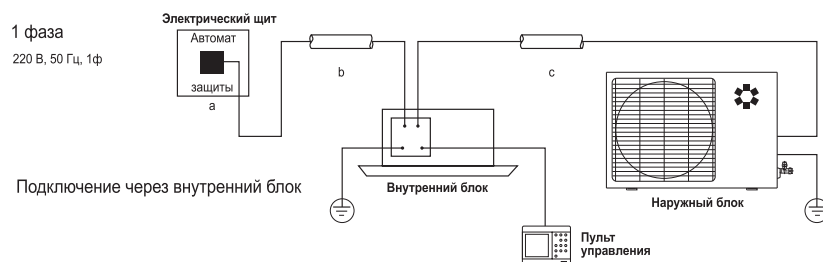 Электрический щит
1 фаза
Автомат
220 В, 50 Гц, 1ф
защиты
a
b
c
Подключение через внутренний блок
Внутренний блок
Наружный блок
Пульт
управления